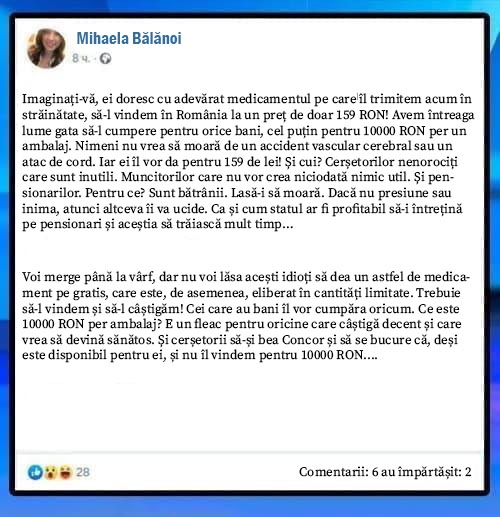 Mihaela Bălănoi
8 ч.
Imaginați-vă, ei doresc cu adevărat medicamentul pe care îl trimitem acum în
străinătate, să-l vindem în România la un preț de doar 159 RON! Avem întreaga
lume gata să-l cumpere pentru orice bani, cel puțin pentru 10000 RON per un
ambalaj. Nimeni nu vrea să moară de un accident vascular cerebral sau un
atac de cord. Iar ei îl vor da pentru 159 de lei! Și cui? Cerșetorilor nenorociți
care sunt inutili. Muncitorilor care nu vor crea niciodată nimic util. Și pen-
sionarilor. Pentru ce? Sunt bătrânii. Lasă-i să moară. Dacă nu presiune sau
inima, atunci altceva îi va ucide. Ca și cum statul ar fi profitabil să-i întrețină
pe pensionari și aceștia să trăiască mult timp...
Voi merge până la vârf, dar nu voi lăsa acești idioți să dea un astfel de medica-
ment pe gratis, care este, de asemenea, eliberat în cantități limitate. Trebuie
să-l vindem și să-l câștigăm! Cei care au bani îl vor cumpăra oricum. Ce este
10000 RON per ambalaj? E un fleac pentru oricine care câștigă decent și care
vrea să devină sănătos. Și cerșetorii să-și bea Concor și să se bucure că, deși
este disponibil pentru ei, și nu îl vindem pentru 10000 RON....
28
Comentarii: 6 au împărtășit: 2